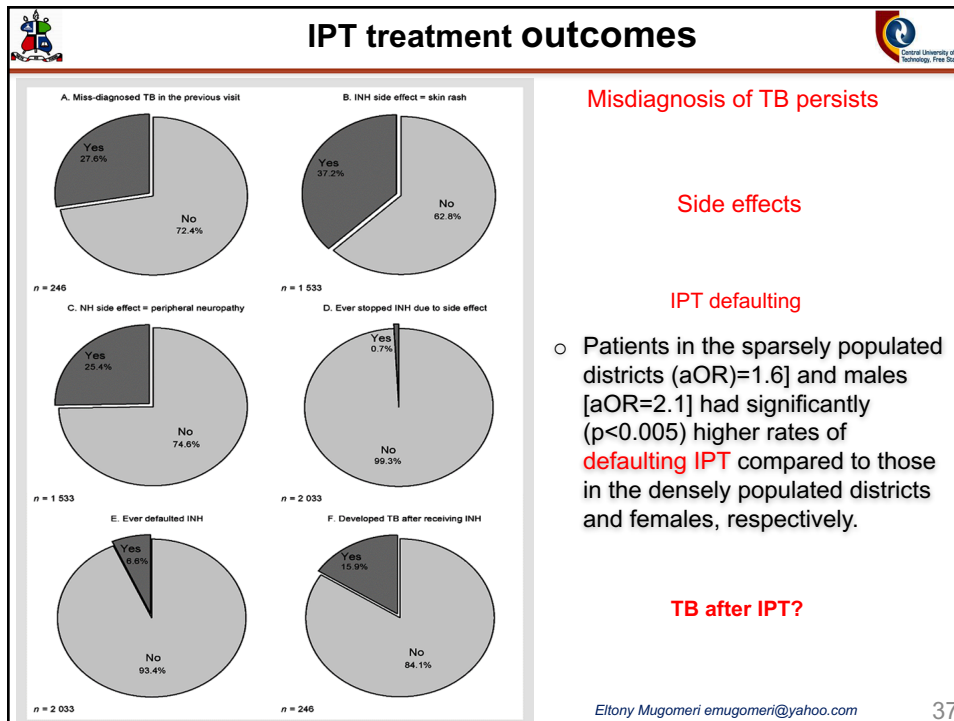 IPT treatment outcomes
Central University of
Technology, Free State
A. Miss-diagnosed TB in the previous visit
Yes
27.6%
No
72.4%
n = 246
B. INH side effect = skin rash
Yes
37.2%
No
62.8%
n = 1 533
C. NH side effect = peripheral neuropathy
Yes
25.4%
No
74.6%
n = 1 533
D. Ever stopped INH due to side effect
Yes
0.7%
No
99.3%
n = 2 033
E. Ever defaulted INH
Yes
6.6%
No
93.4%
n = 2 033
F. Developed TB after receiving INH
Yes
15.9%
No
84.1%
n = 246
Misdiagnosis of TB persists
Side effects
IPT defaulting
o Patients in the sparsely populated
districts (aOR)=1.6] and males
[aOR=2.1] had significantly
(p<0.005) higher rates of
defaulting IPT compared to those
in the densely populated districts
and females, respectively.
TB after IPT?
Eltony Mugomeri emugomeri@yahoo.com
37